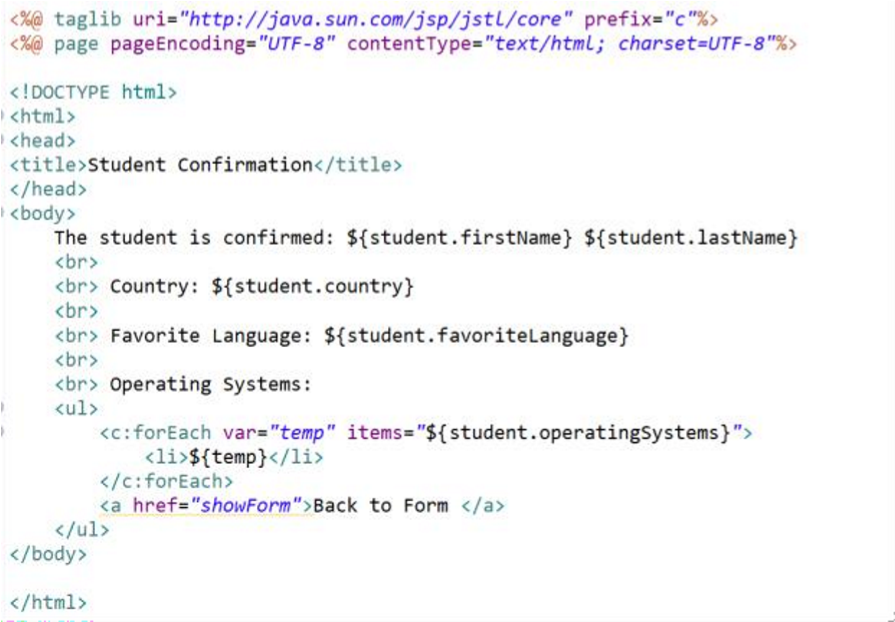 <%@ taglib uri="http://java.sun.com/jsp/jstl/core" prefix="c"%>
<%@ page pageEncoding="UTF-8" contentType="text/html; charset=UTF-8"%>
<!DOCTYPE html>
<html>
<head>
<title>Student Confirmation</title>
</head>
<body>
The student is confirmed: ${student.firstName} ${student.lastName}
<br>
<br> Country: ${student.country}
<br>
<br> Favorite Language: ${student.favoriteLanguage}
<br>
<br> Operating Systems:
<ul>
<c:forEach var="temp" items="${student.operatingSystems}">
<li>${temp}</li>
</c:forEach>
<a href="showForm">Back to Form </a>
</ul>
</body>
</html>